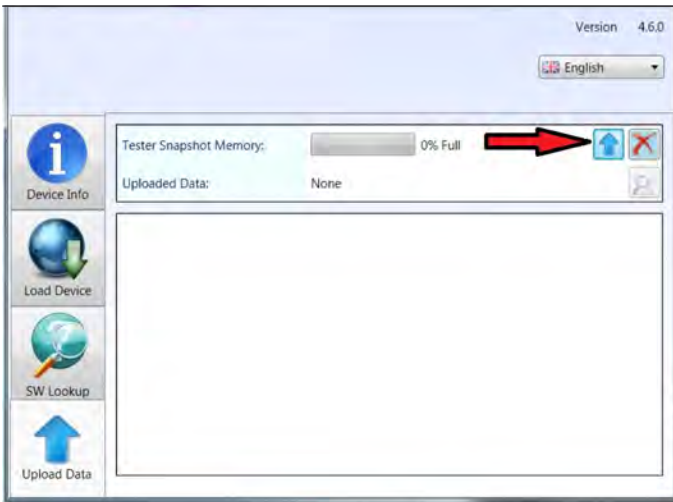 Version 4.6.0
English
Device Info
Tester Snapshot Memory: 0% Full
Uploaded Data: None
Load Device
SW Lookup
Upload Data